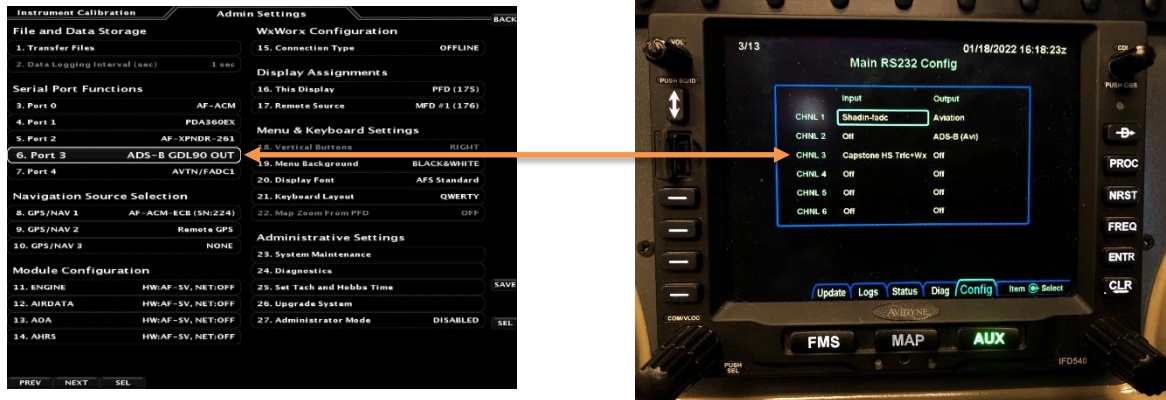 Instrument Calibration
Admin Settings
BACK
File and Data Storage
1. Transfer Files
2. Data Logging Interval (sec) 1 sec
Serial Port Functions
3. Port 0 AF-ACM
4. Port 1 PDA360EX
5. Port 2 AF-XPNDR-261
6. Port 3 ADS-B GDL90 OUT
7. Port 4 AVTN/FADC1
Navigation Source Selection
8. GPS/NAV 1 AF-ACM-ECB (SN:224)
9. GPS/NAV 2 Remote GPS
10. GPS/NAV 3 NONE
Module Configuration
11. ENGINE HW:AF-SV, NET:OFF
12. AIRDATA HW:AF-SV, NET:OFF
13. AOA HW:AF-SV, NET:OFF
14. AHRS HW:AF-SV, NET:OFF
WxWorx Configuration
15. Connection Type OFFLINE
Display Assignments
16. This Display PFD (175)
17. Remote Source MFD #1 (176)
Menu & Keyboard Settings
18. Vertical Buttons RIGHT
19. Menu Background BLACK&WHITE
20. Display Font AFS Standard
21. Keyboard Layout QWERTY
22. Map Zoom From PFD OFF
Administrative Settings
23. System Maintenance
24. Diagnostics
25. Set Tach and Hobbs Time
26. Upgrade System
27. Administrator Mode DISABLED
SAVE
SEL
PREV NEXT SEL
VOL
PUSH SQ/ID
3/13 01/18/2022 16:18:23z
Main RS232 Config
Input Output
CHNL 1 Shadin-fadc Aviation
CHNL 2 Off ADS-B (Avi)
CHNL 3 Capstone HS Trfc+Wx Off
CHNL 4 Off Off
CHNL 5 Off Off
CHNL 6 Off Off
Update Logs Status Diag Config Item Select
CDI
PUSH OBS
D
PROC
NRST
FREQ
ENTR
CLR
COM/VLOC
AVIDYNE
FMS MAP AUX
PUSH SEL
IFD540